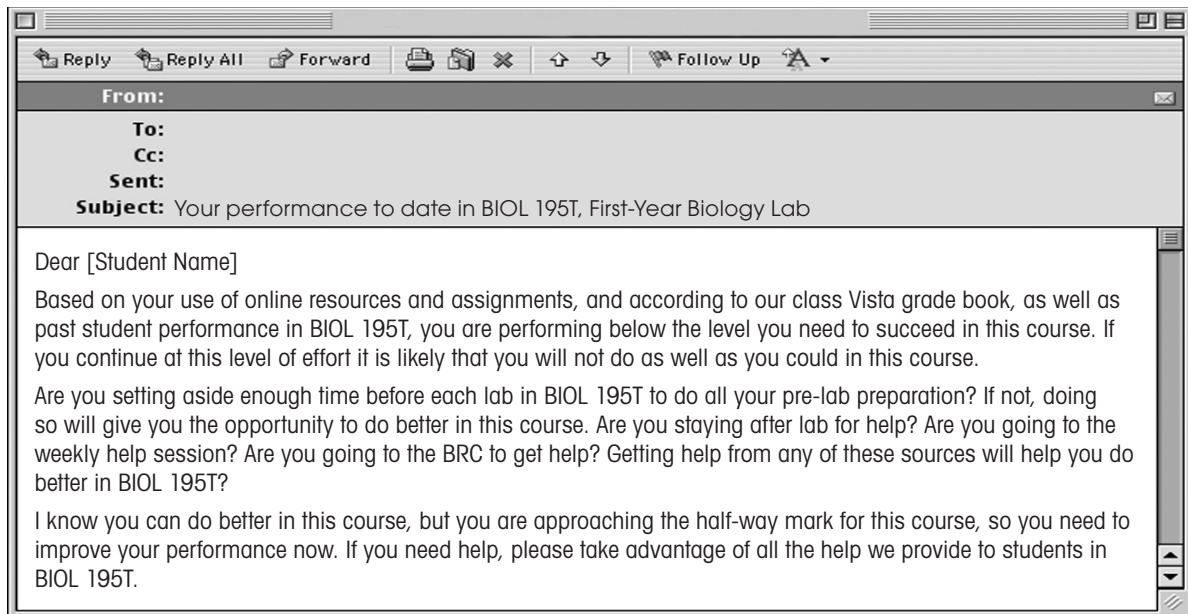 Reply Reply All Forward Follow Up A
From:
To:
Cc:
Sent:
Subject: Your performance to date in BIOL 195T, First-Year Biology Lab
Dear [Student Name]
Based on your use of online resources and assignments, and according to our class Vista grade book, as well as
past student performance in BIOL 195T, you are performing below the level you need to succeed in this course. If
you continue at this level of effort it is likely that you will not do as well as you could in this course.
Are you setting aside enough time before each lab in BIOL 195T to do all your pre-lab preparation? If not, doing
so will give you the opportunity to do better in this course. Are you staying after lab for help? Are you going to the
weekly help session? Are you going to the BRC to get help? Getting help from any of these sources will help you do
better in BIOL 195T?
I know you can do better in this course, but you are approaching the half-way mark for this course, so you need to
improve your performance now. If you need help, please take advantage of all the help we provide to students in
BIOL 195T.